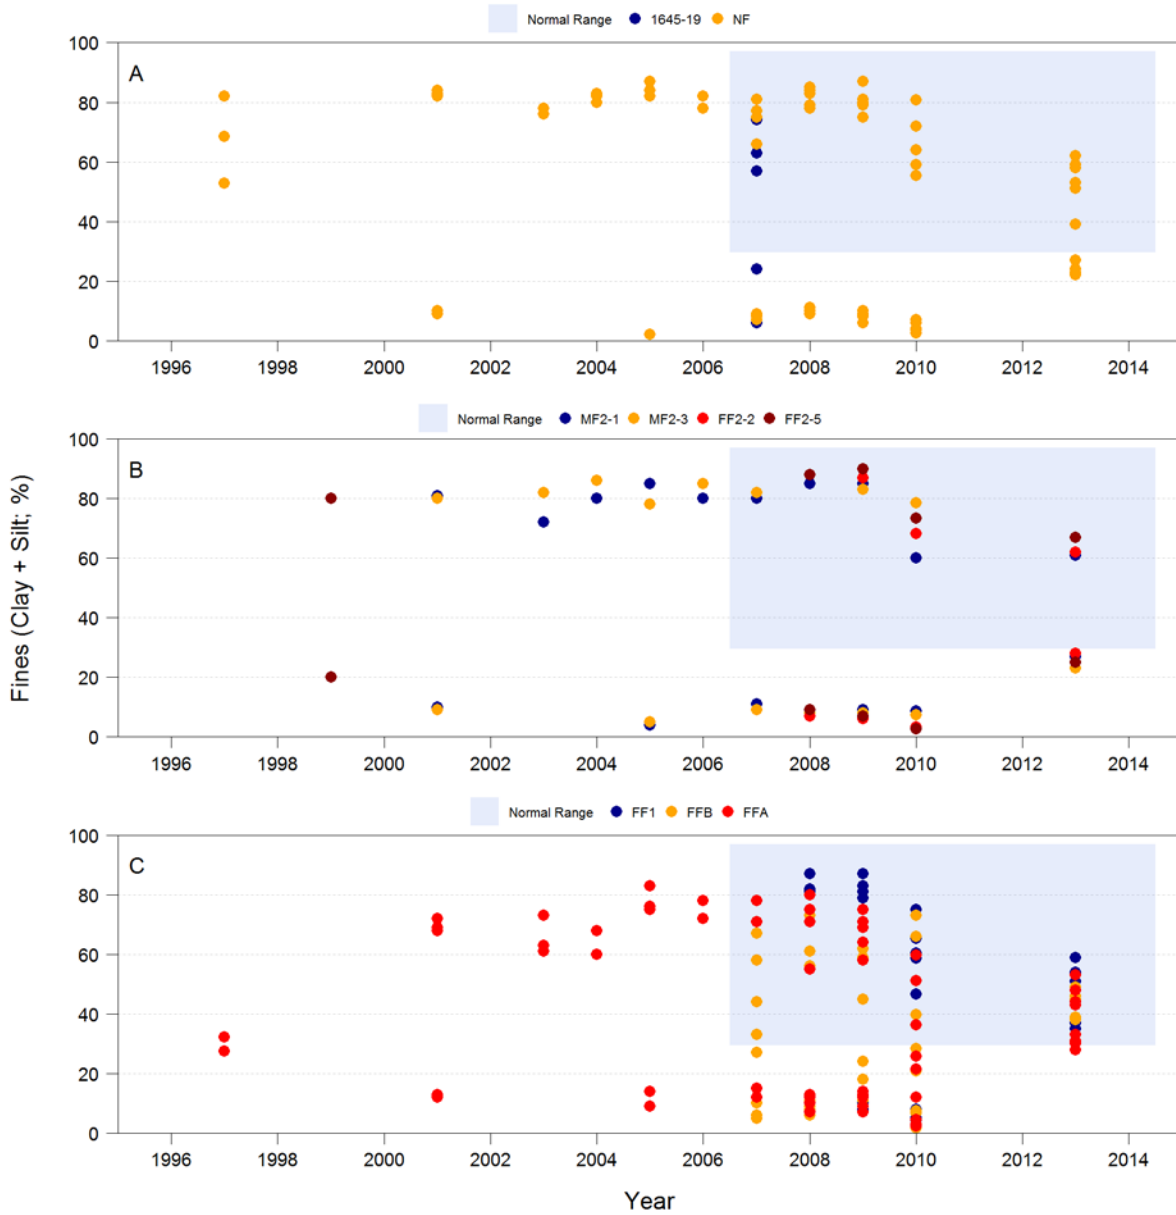 Normal Range 1645-19 NF
A
100
80
60
40
20
0
1996 1998 2000 2002 2004 2006 2008 2010 2012 2014
Normal Range MF2-1 MF2-3 FF2-2 FF2-5
B
100
80
60
40
20
0
1996 1998 2000 2002 2004 2006 2008 2010 2012 2014
Fines (Clay + Silt; %)
Normal Range FF1 FFB FFA
C
100
80
60
40
20
0
1996 1998 2000 2002 2004 2006 2008 2010 2012 2014
Year